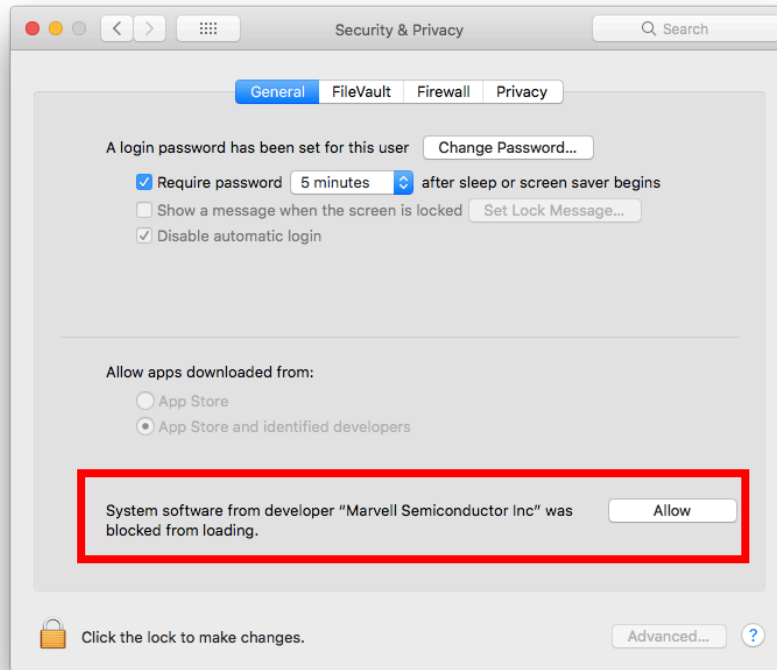 Security & Privacy
Search
General FileVault Firewall Privacy
A login password has been set for this user Change Password...
Require password 5 minutes after sleep or screen saver begins
Show a message when the screen is locked Set Lock Message...
Disable automatic login
Allow apps downloaded from:
App Store
App Store and identified developers
System software from developer “Marvell Semiconductor Inc” was
blocked from loading.
Allow
Click the lock to make changes.
Advanced...
?